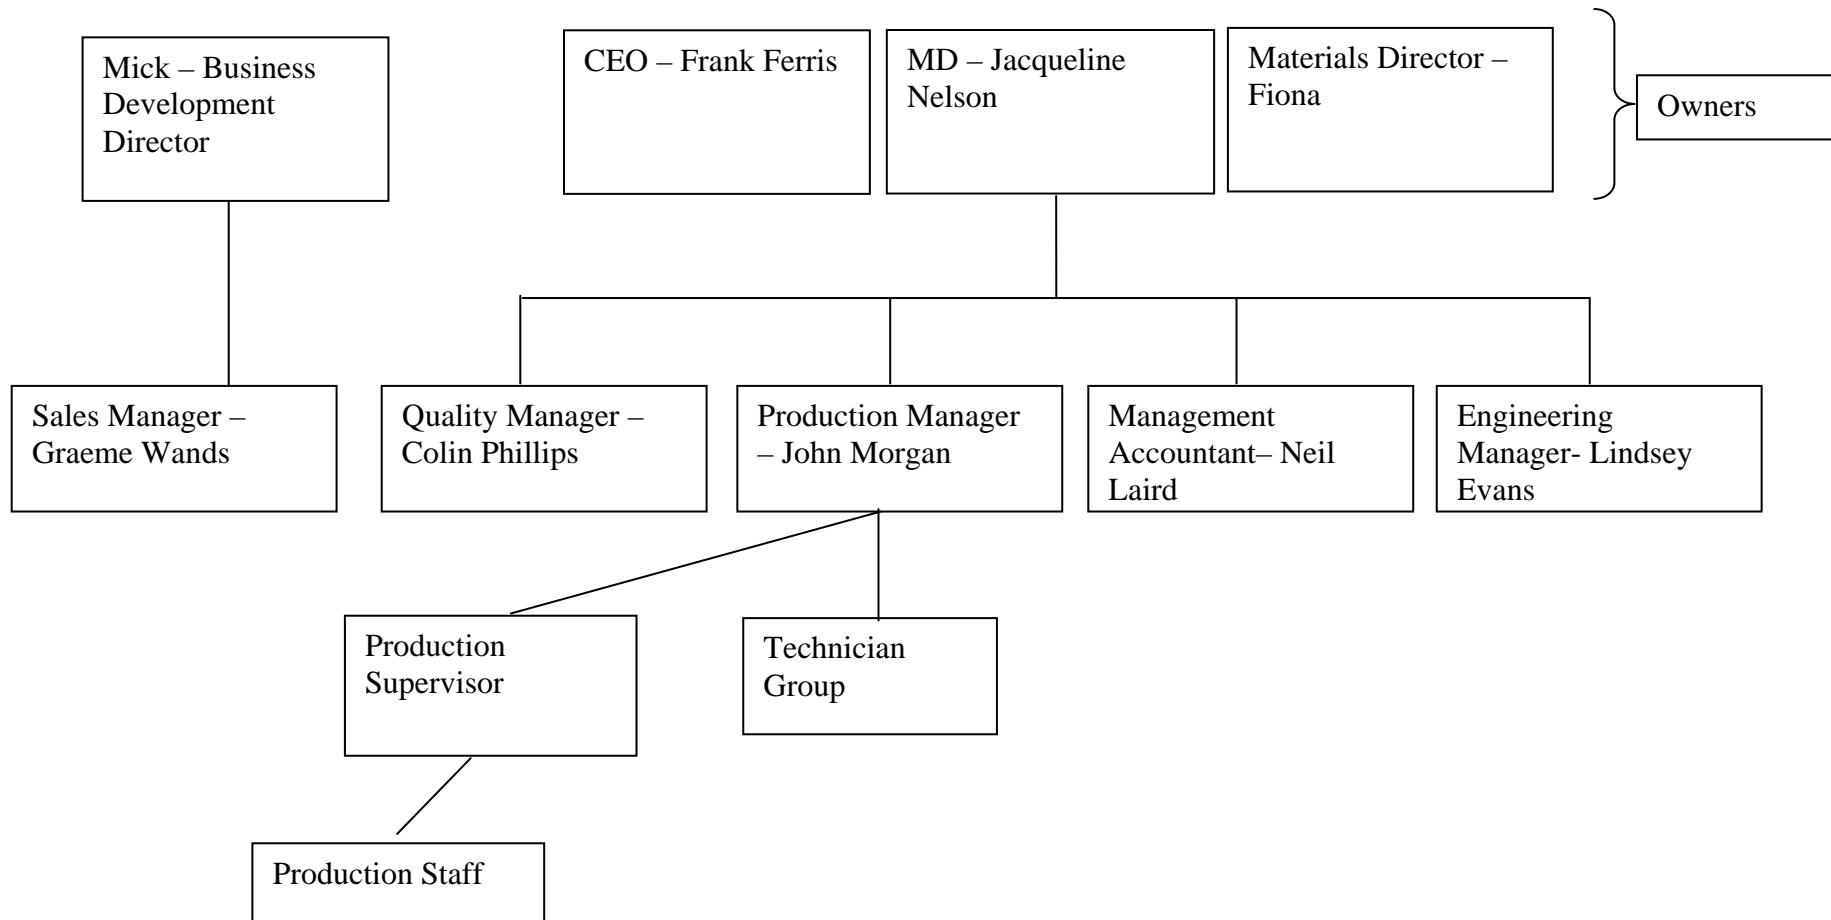 Mick – Business
Development
Director
CEO – Frank Ferris
MD – Jacqueline
Nelson
Materials Director –
Fiona
Owners
Sales Manager –
Graeme Wands
Quality Manager –
Colin Phillips
Production Manager
– John Morgan
Management
Accountant– Neil
Laird
Engineering
Manager- Lindsey
Evans
Production
Supervisor
Technician
Group
Production Staff